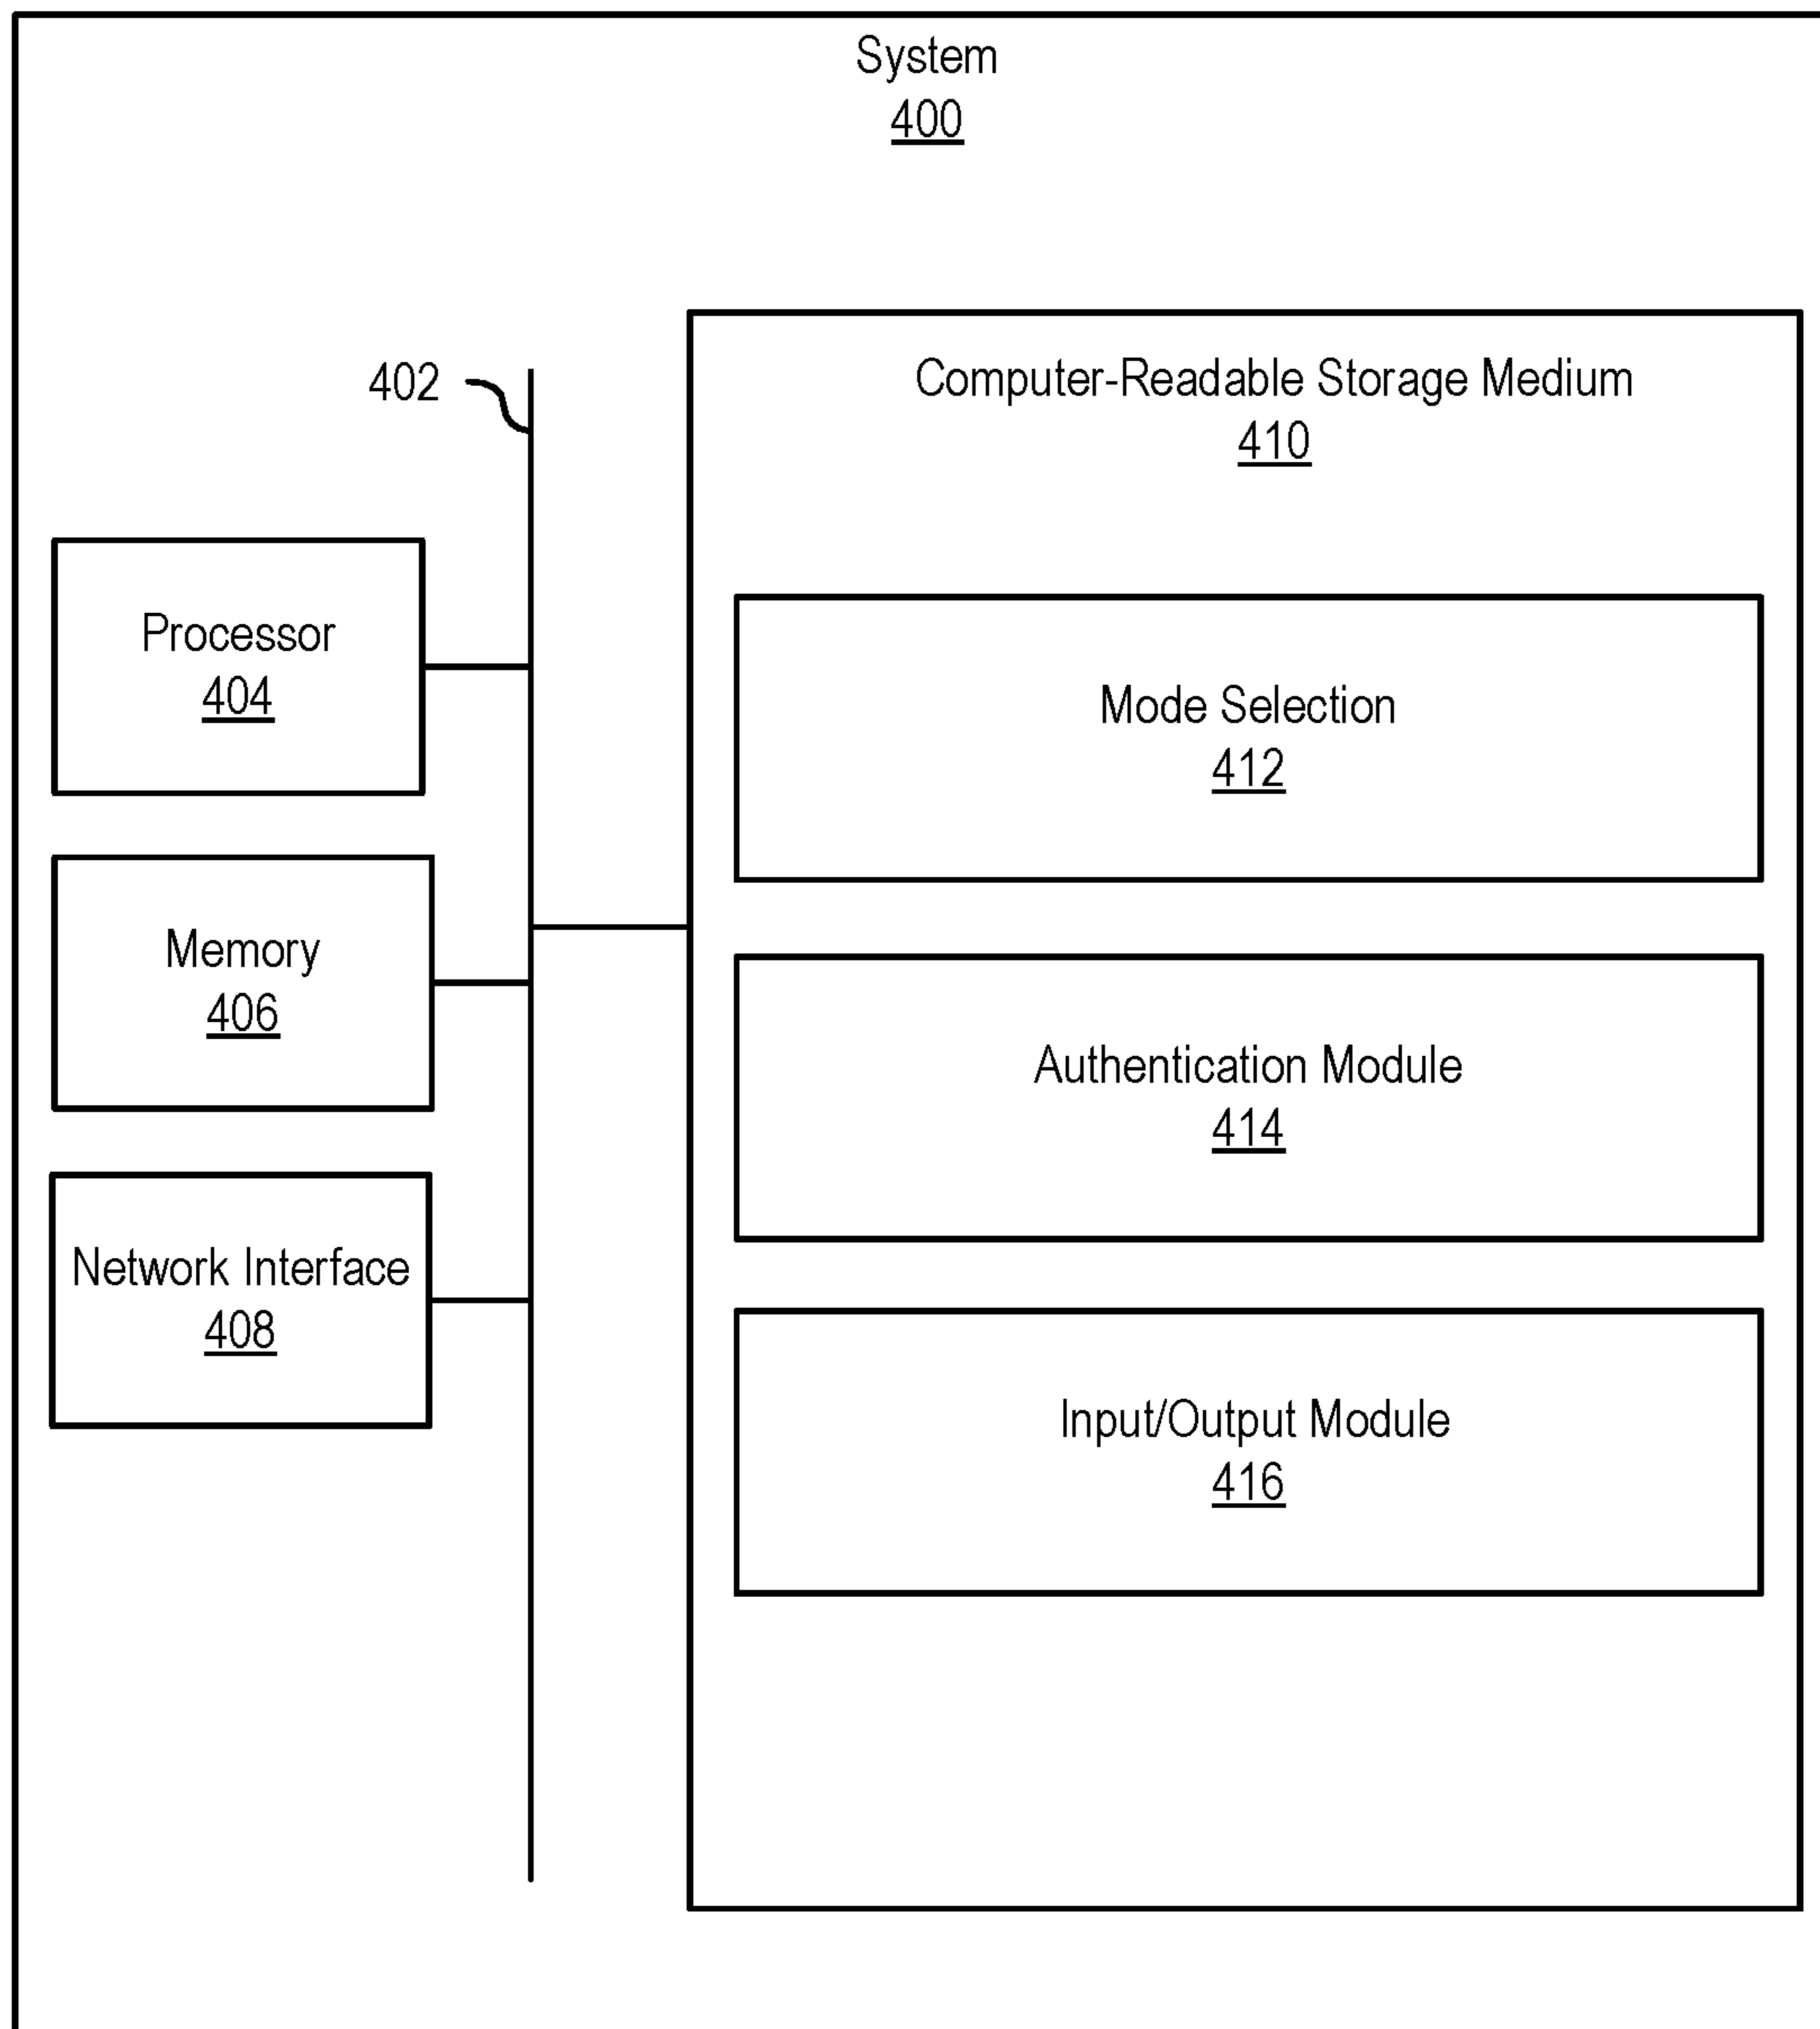 System
400
402
Computer-Readable Storage Medium
410
Processor
404
Memory
406
Network Interface
408
Mode Selection
412
Authentication Module
414
Input/Output Module
416